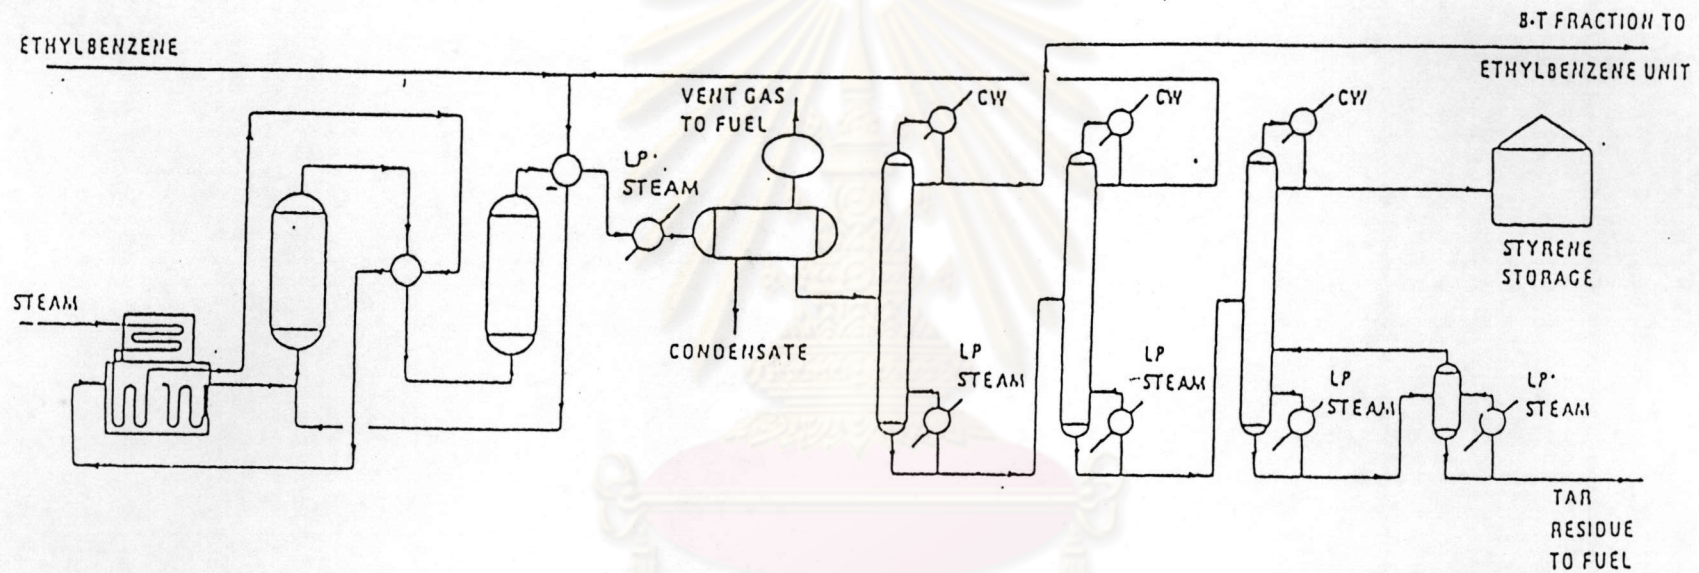 8-T FRACTION TO
ETHYLBENZENE UNIT
ETHYLBENZENE
VENT GAS
TO FUEL
CW
CW
CW
LP
STEAM
STYRENE
STORAGE
STEAM
CONDENSATE
LP
STEAM
LP
STEAM
LP
STEAM
LP
STEAM
TAR
RESIDUE
TO FUEL